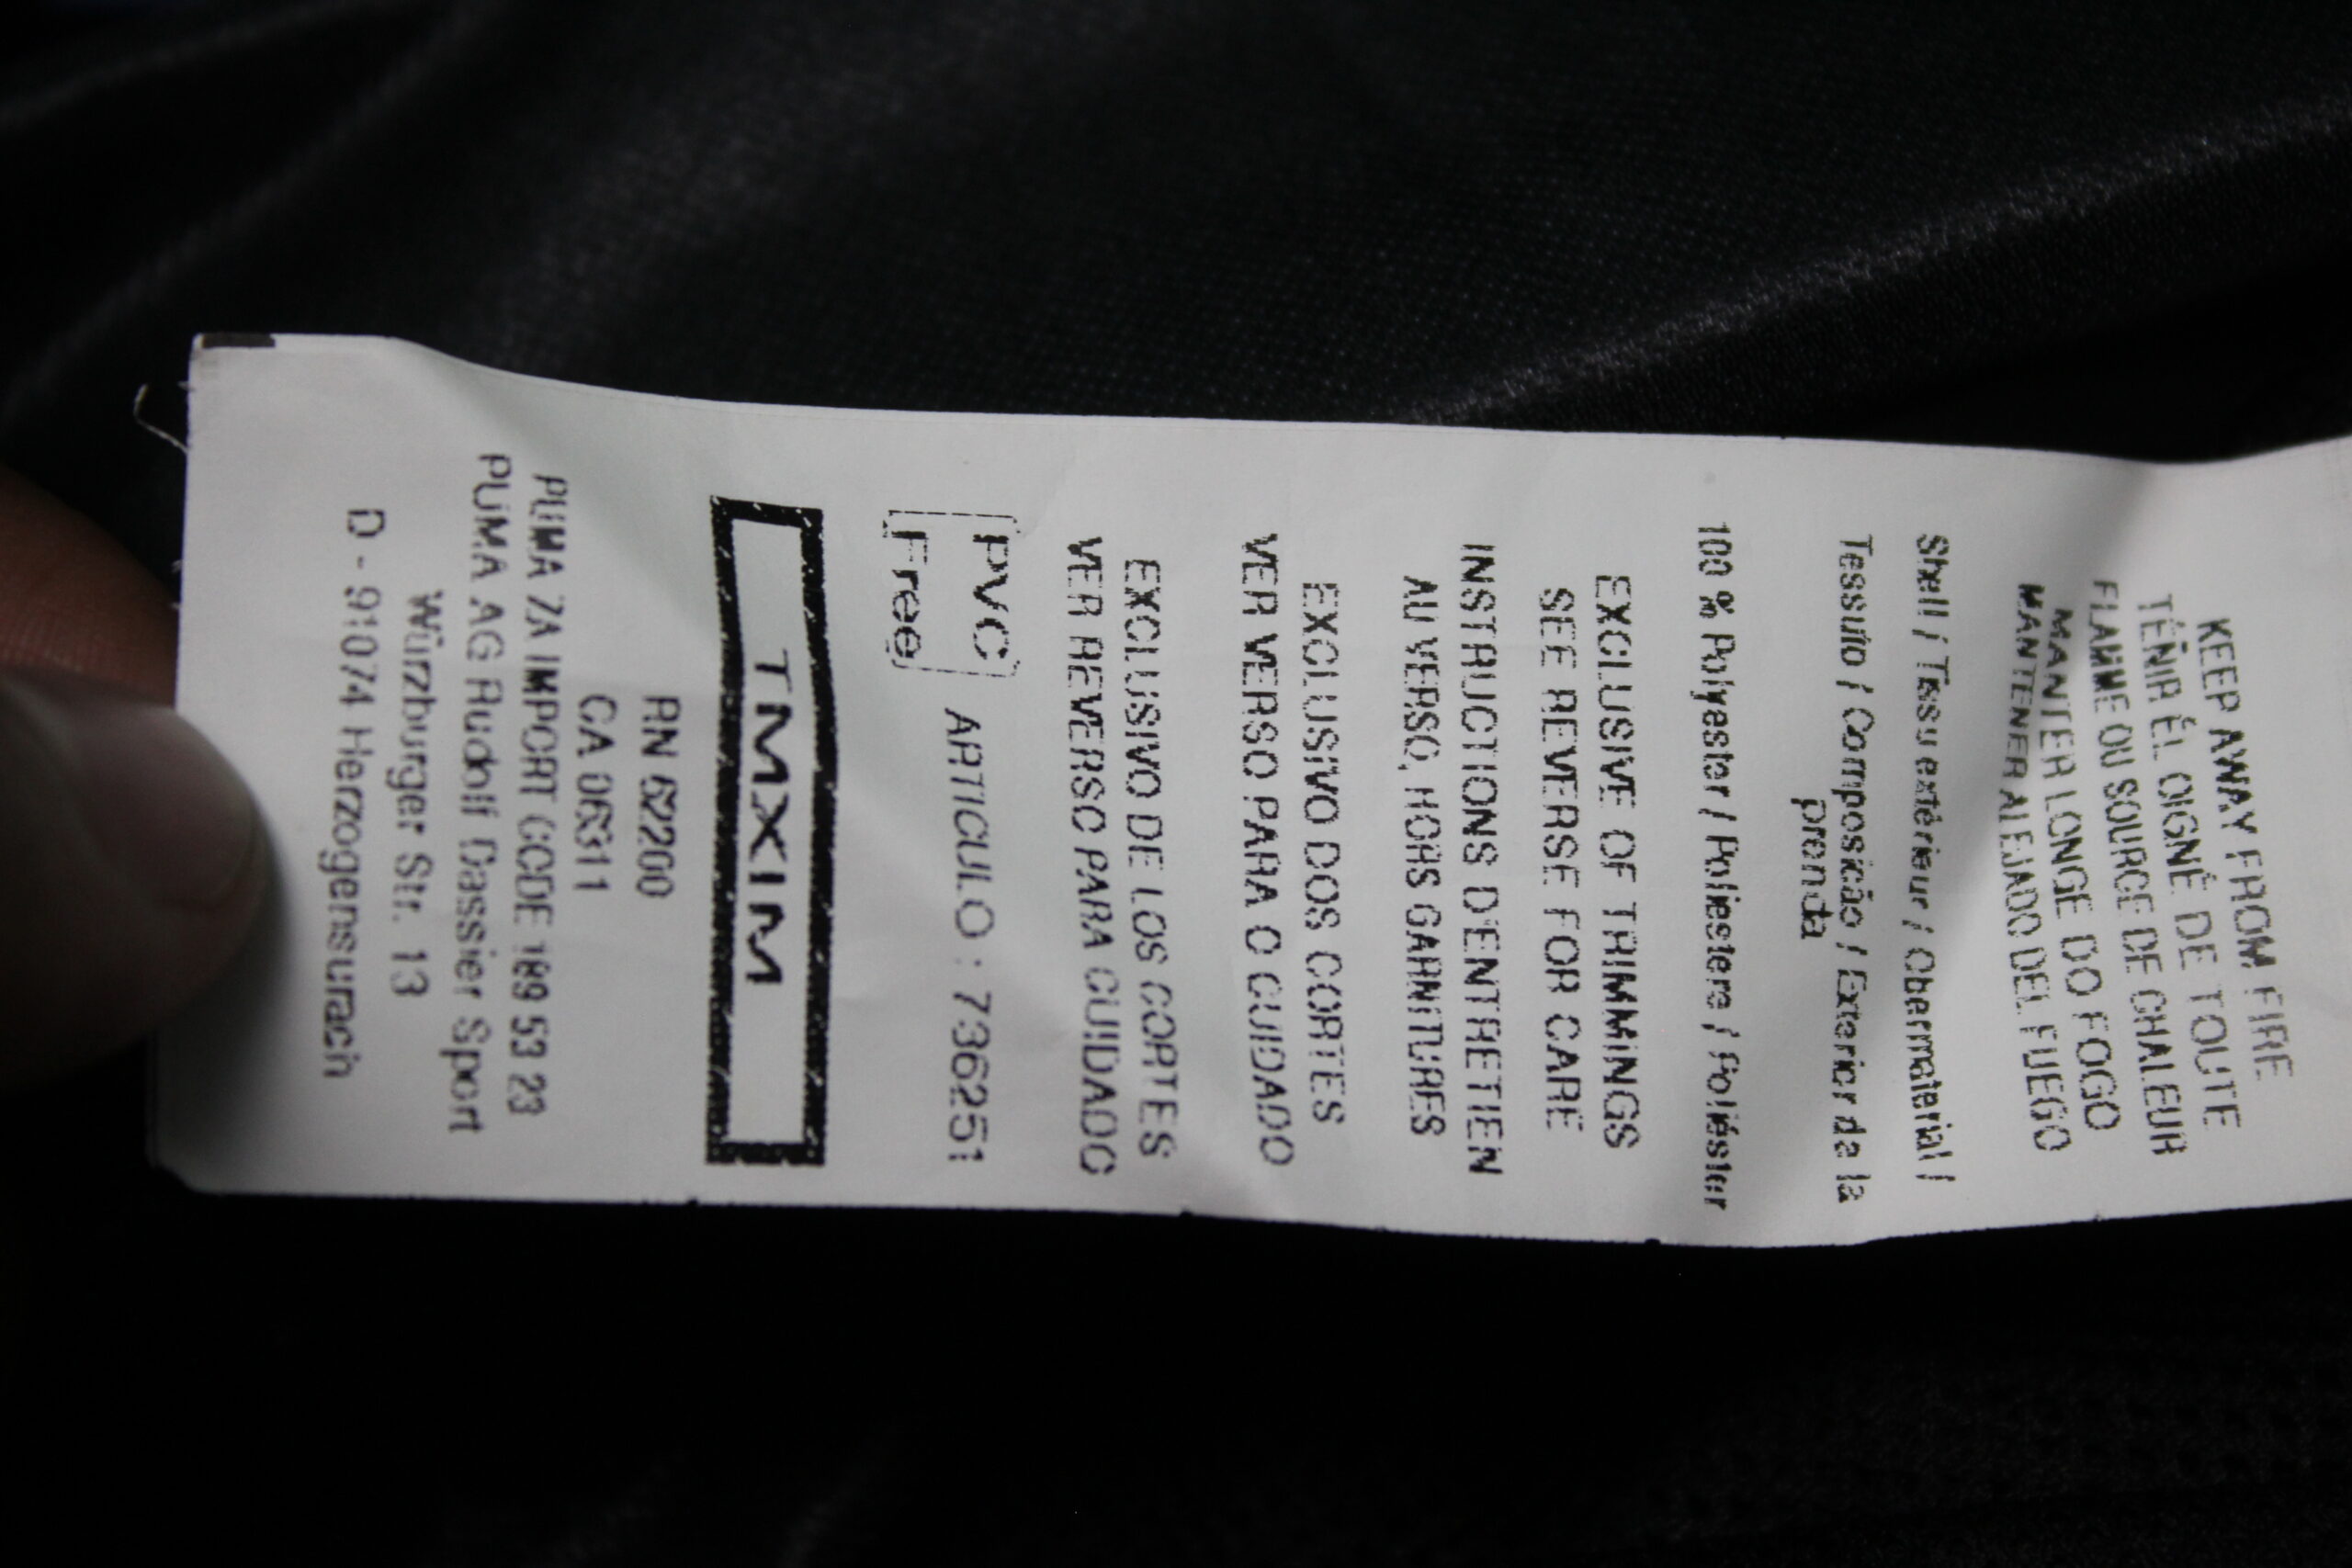 KEEP AWAY FROM FIRE
TÉNIR ÉLOIGNÉ DE TOUTE
FLAMME OU SOURCE DE CHALEUR
MANTER LONGE DO FOGO
MANTENER ALEJADO DEL FUEGO
Shell / Tissu extérieur / Obermaterial /
Tessuto / Composição / Exterior de la
prenda
100 % Polyester / Poliestere / Poliéster
EXCLUSIVE OF TRIMMINGS
SEE REVERSE FOR CARE
INSTRUCTIONS D'ENTRETIEN
AU VERSO, HORS GARNITURES
EXCLUSIVO DOS CORTES
VER VERSO PARA O CUIDADO
EXCLUSIVO DE LOS CORTES
VER REVERSO PARA CUIDADO
PVC
Free
ARTICULO : 736251
TMXIM
RN 62200
CA 06311
PUMA ZA IMPORT CODE 189 53 23
PUMA AG Rudolf Dassler Sport
Würzburger Str. 13
D - 91074 Herzogenaurach